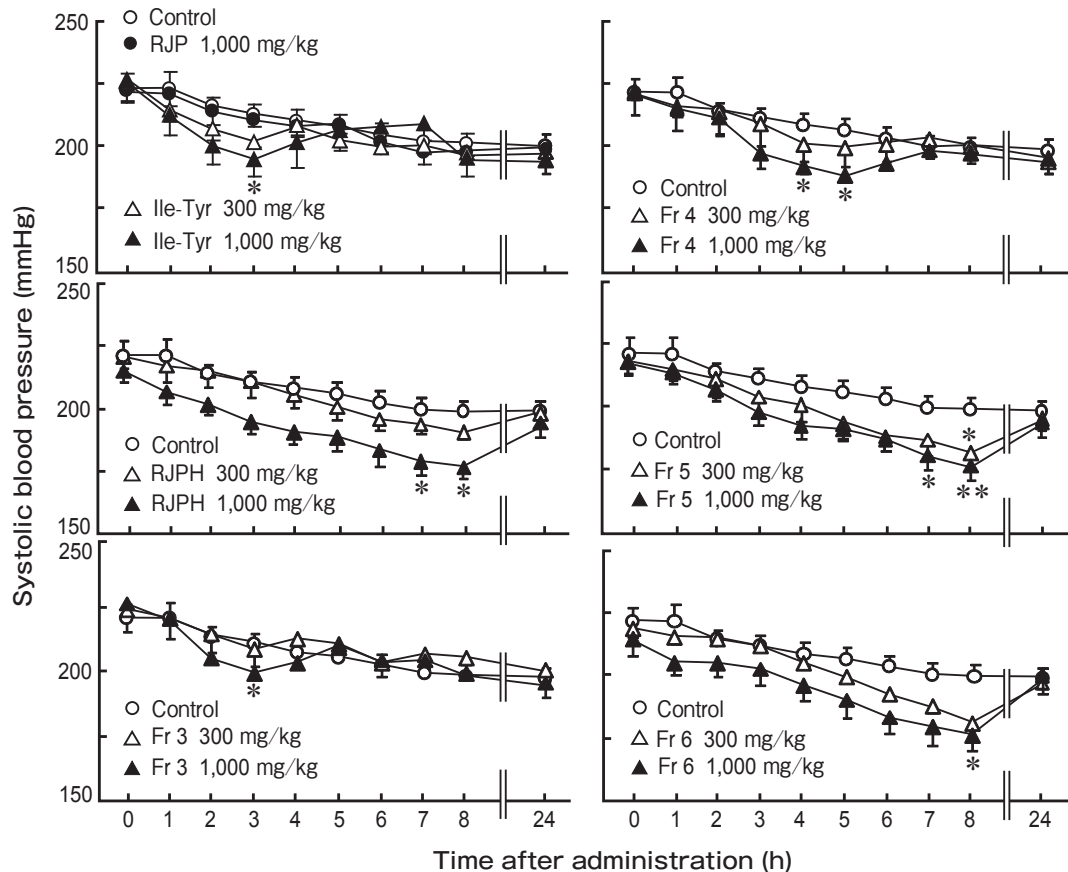 Systolic blood pressure (mmHg)
250
200
150
Control
RJP 1,000 mg/kg
*
Ile-Tyr 300 mg/kg
Ile-Tyr 1,000 mg/kg
* *
Control
Fr 4 300 mg/kg
Fr 4 1,000 mg/kg
250
200
150
Control
RJPH 300 mg/kg
RJPH 1,000 mg/kg
* *
Control
Fr 5 300 mg/kg
Fr 5 1,000 mg/kg
*
* **
250
200
150
*
Control
Fr 3 300 mg/kg
Fr 3 1,000 mg/kg
Control
Fr 6 300 mg/kg
Fr 6 1,000 mg/kg
*
0 1 2 3 4 5 6 7 8 24
0 1 2 3 4 5 6 7 8 24
Time after administration (h)